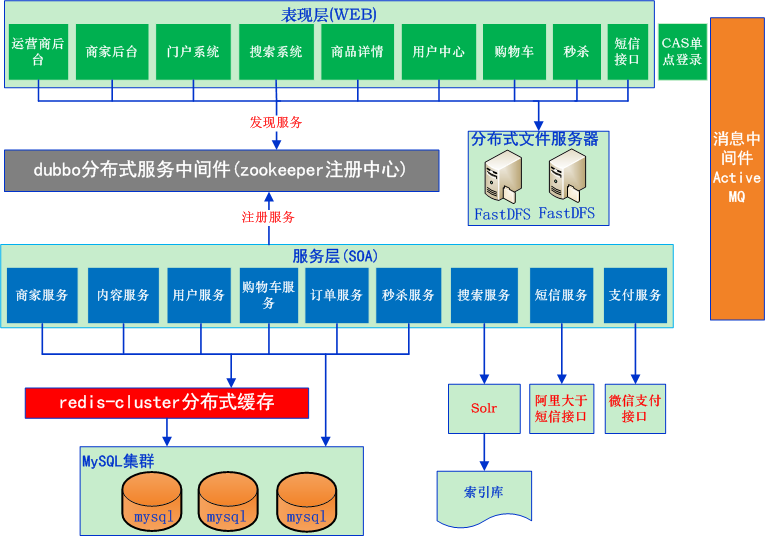 表现层(WEB)
运营商后
台
商家后台
门户系统
搜索系统
商品详情
用户中心
购物车
秒杀
短信
接口
CAS单
点登录
消息中
间件
Active
MQ
发现服务
dubbo分布式服务中间件(zookeeper注册中心)
分布式文件服务器
FastDFS
FastDFS
注册服务
服务层(SOA)
商家服务
内容服务
用户服务
购物车服
务
订单服务
秒杀服务
搜索服务
短信服务
支付服务
redis-cluster分布式缓存
Solr
阿里大于
短信接口
微信支付
接口
MySQL集群
mysql
mysql
mysql
索引库